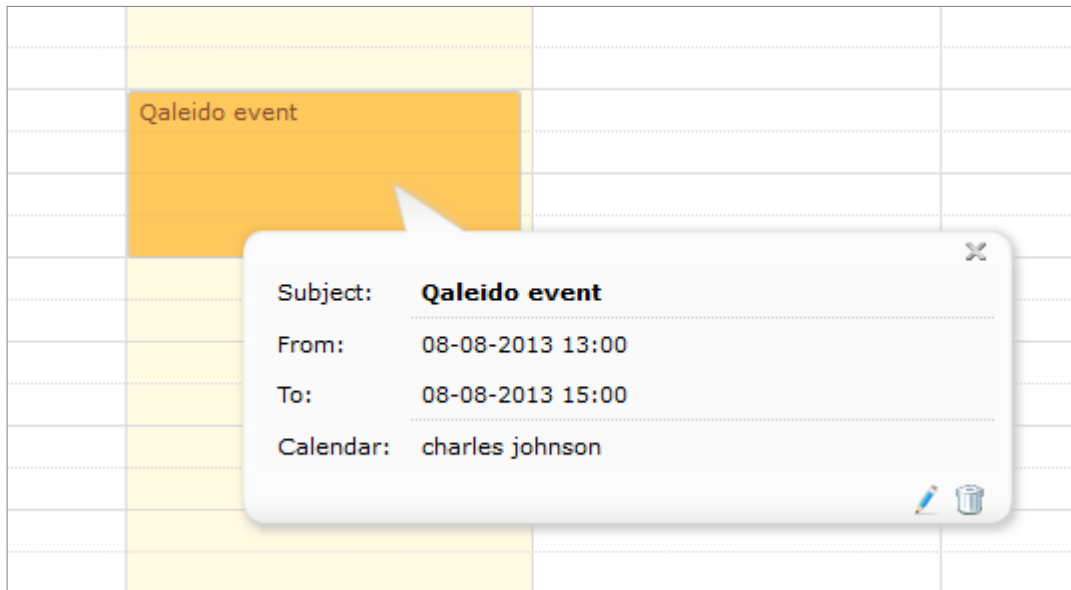 Qaleido event
Subject: Qaleido event
From: 08-08-2013 13:00
To: 08-08-2013 15:00
Calendar: charles johnson